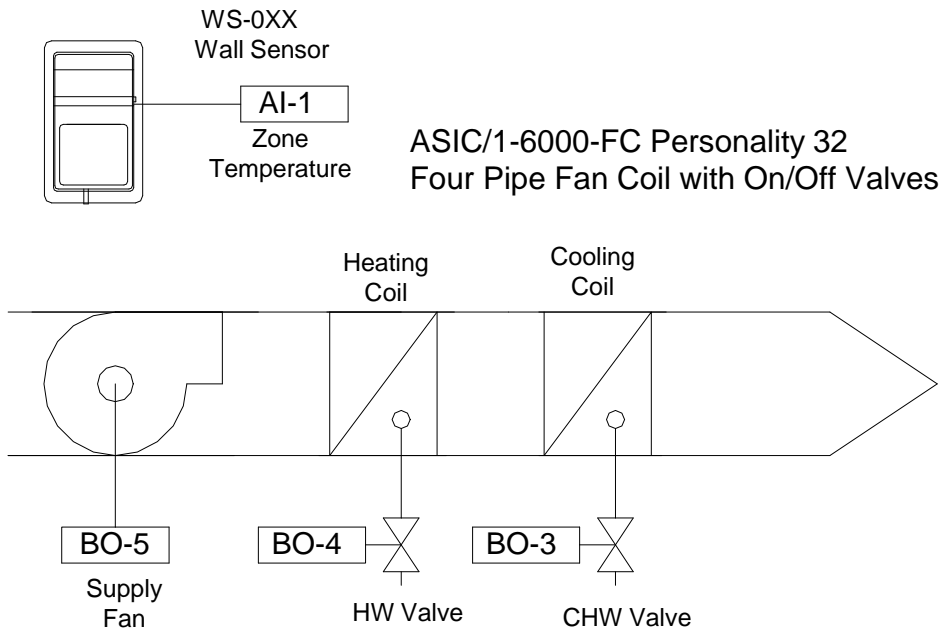 WS-0XX
Wall Sensor
AI-1
Zone
Temperature
ASIC/1-6000-FC Personality 32
Four Pipe Fan Coil with On/Off Valves
Heating
Coil
Cooling
Coil
BO-5
BO-4
BO-3
Supply
Fan
HW Valve
CHW Valve